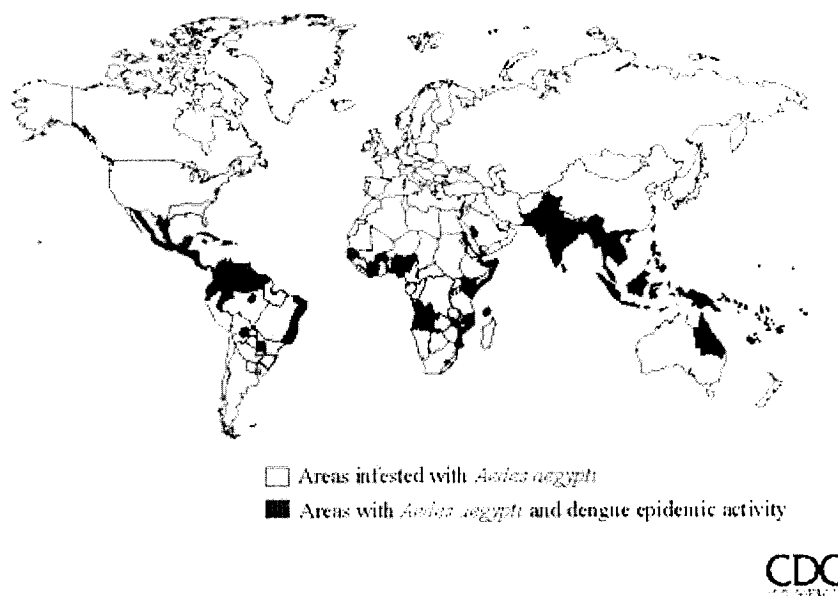 Areas infested with Aedes aegypti
Areas with Aedes aegypti and dengue epidemic activity
CDC